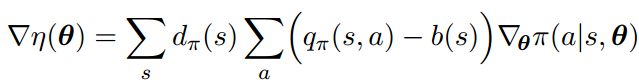 ∇η(θ) = ∑_s d_π(s) ∑_a (q_π(s, a) − b(s)) ∇_θ π(a|s, θ)